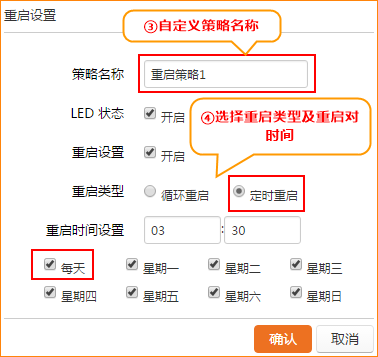 重启设置
③自定义策略名称
策略名称 重启策略1
LED 状态 开启
④选择重启类型及重启对
时间
重启设置 开启
重启类型 循环重启 定时重启
重启时间设置 03 : 30
每天 星期一 星期二 星期三
星期四 星期五 星期六 星期日
确认 取消